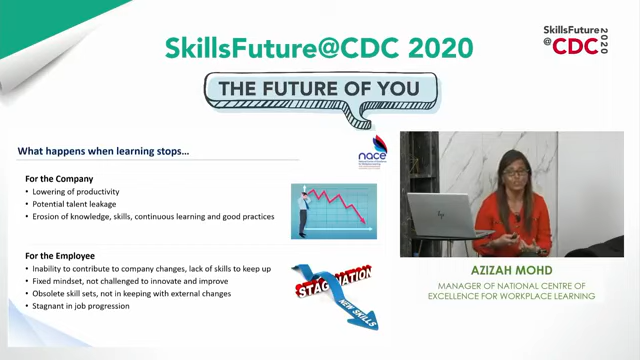 SkillsFuture@CDC 2020
SkillsFuture
@CDC
2020
THE FUTURE OF YOU
What happens when learning stops…
nace
For the Company
• Lowering of productivity
• Potential talent leakage
• Erosion of knowledge, skills, continuous learning and good practices
For the Employee
• Inability to contribute to company changes, lack of skills to keep up
• Fixed mindset, not challenged to innovate and improve
• Obsolete skill sets, not in keeping with external changes
• Stagnant in job progression
STAGNATION
NEW SKILLS
hp
AZIZAH MOHD
MANAGER OF NATIONAL CENTRE OF
EXCELLENCE FOR WORKPLACE LEARNING